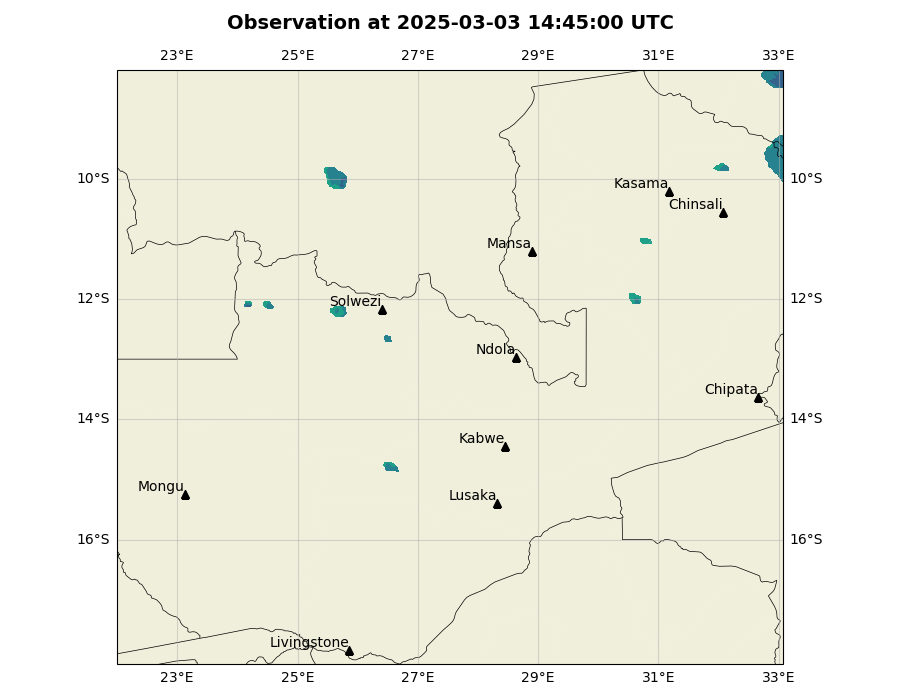 Observation at 2025-03-03 14:45:00 UTC
23°E 25°E 27°E 29°E 31°E 33°E
10°S 10°S
Kasama
Chinsali
Mansa
12°S 12°S
Solwezi
Ndola
Chipata
14°S 14°S
Kabwe
Mongu
Lusaka
16°S 16°S
Livingstone
23°E 25°E 27°E 29°E 31°E 33°E